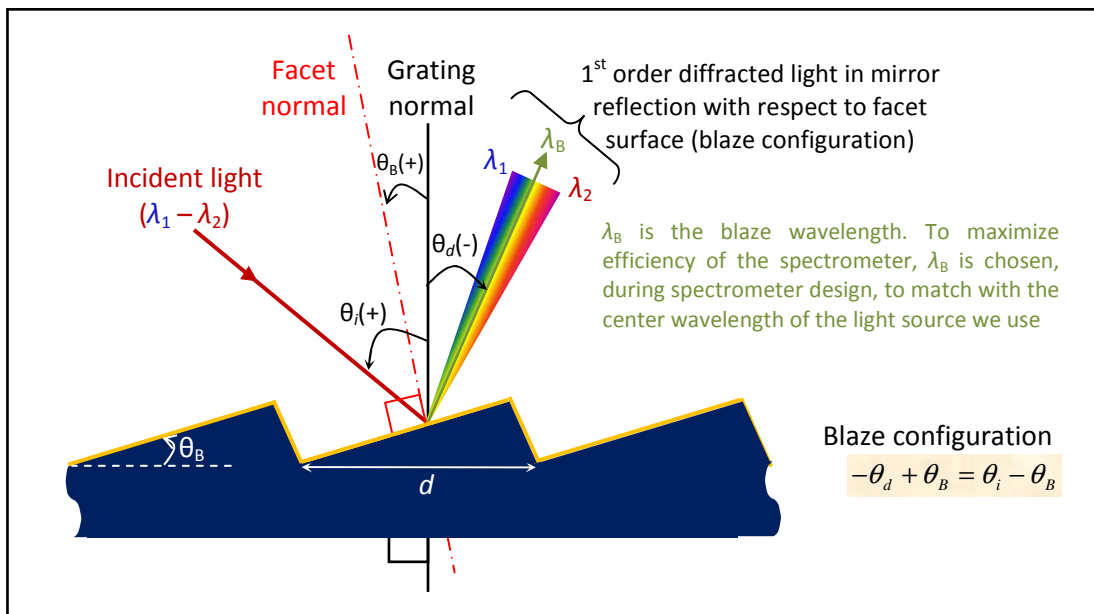 Facet
normal
Grating
normal
1st order diffracted light in mirror
reflection with respect to facet
surface (blaze configuration)
λB
λ1
λ2
θB(+)
Incident light
(λ1 – λ2)
θd(-)
λB is the blaze wavelength. To maximize
efficiency of the spectrometer, λB is chosen,
during spectrometer design, to match with the
center wavelength of the light source we use
θi(+)
θB
d
Blaze configuration
−θd + θB = θi − θB